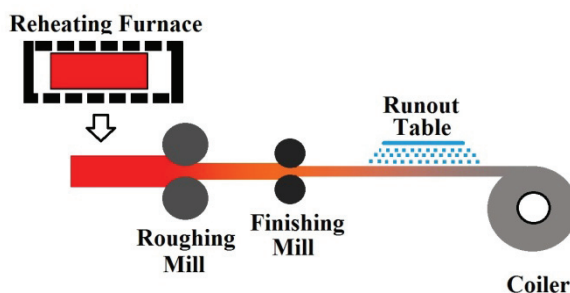 Reheating Furnace
Runout
Table
Roughing
Mill
Finishing
Mill
Coiler